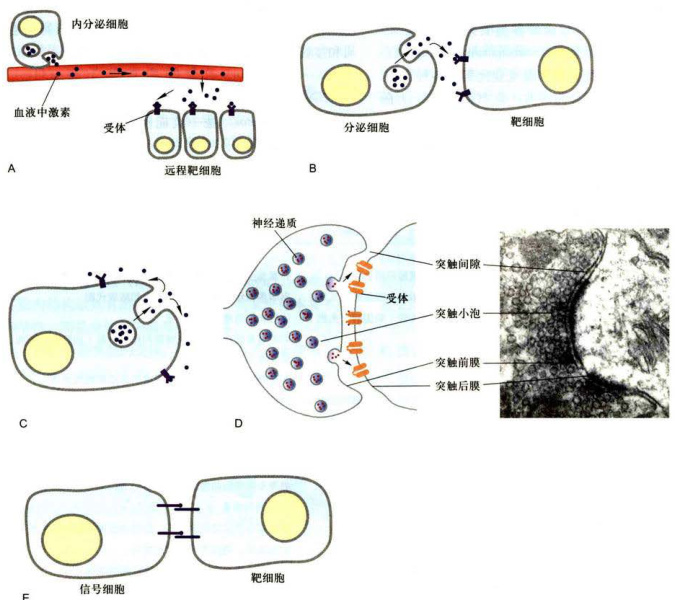 内分泌细胞
血液中激素
受体
远程靶细胞
A
分泌细胞
靶细胞
B
C
神经递质
突触间隙
受体
突触小泡
突触前膜
突触后膜
D
信号细胞
靶细胞
E